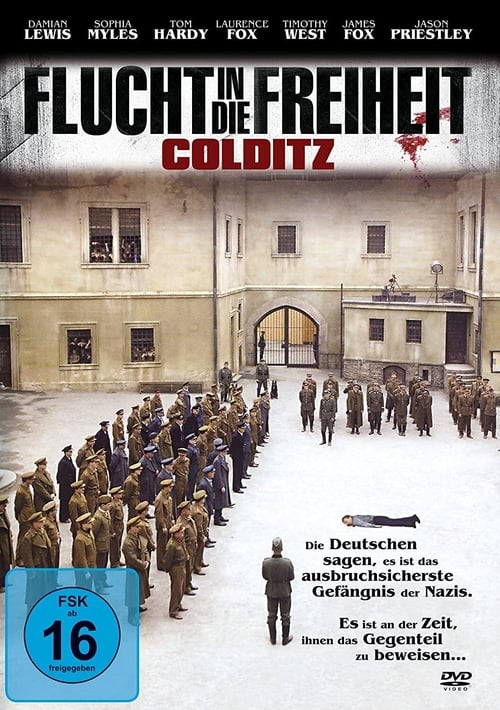 DAMIAN LEWIS SOPHIA MYLES TOM HARDY LAURENCE FOX TIMOTHY WEST JAMES FOX JASON PRIESTLEY
FLUCHT IN DIE FREIHEIT
COLDITZ
Die Deutschen
sagen, es ist das
ausbruchsicherste
Gefängnis der Nazis.
Es ist an der Zeit,
ihnen das Gegenteil
zu beweisen...
FSK
ab
16
freigegeben
DVD
VIDEO